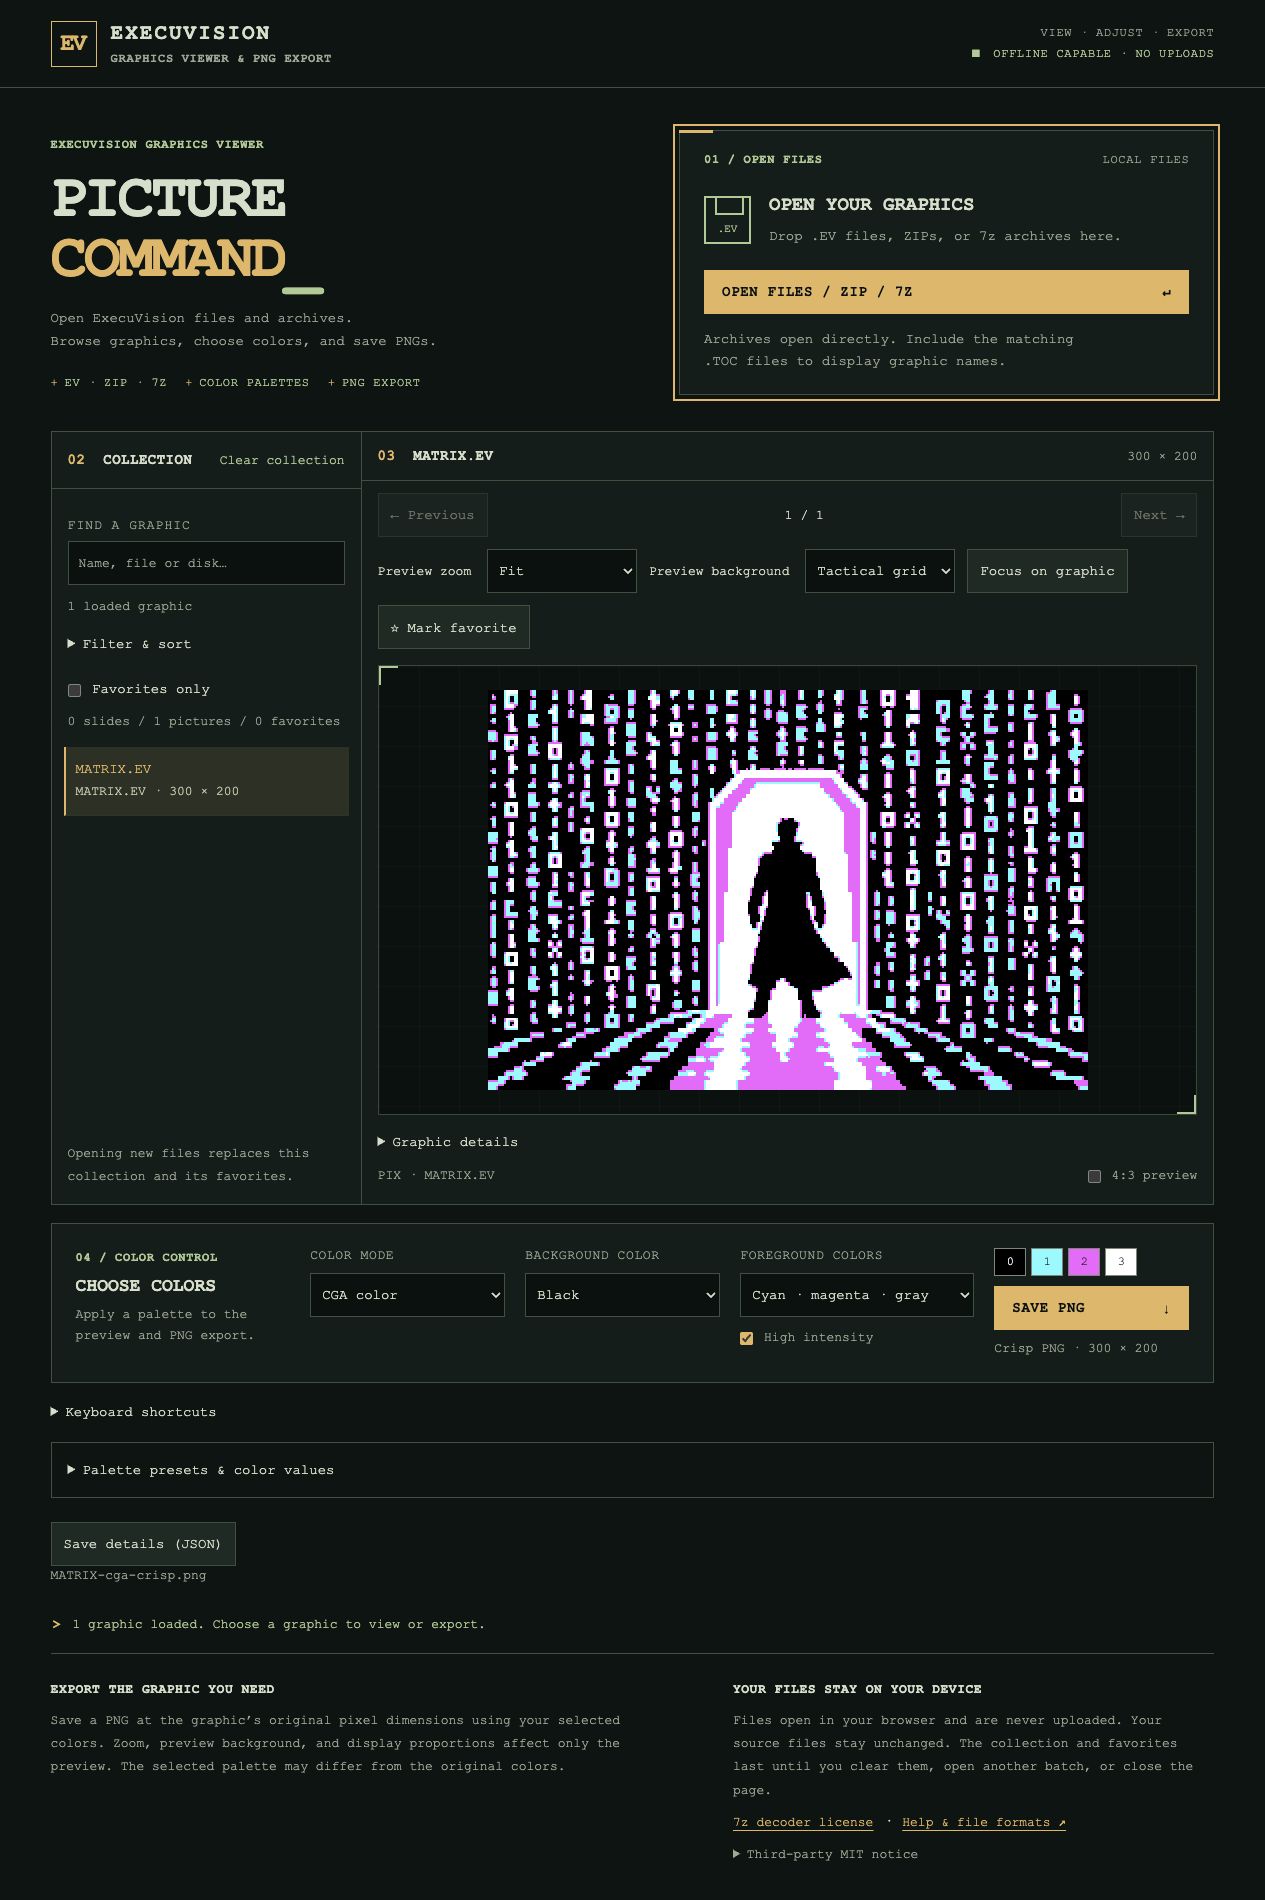 EV
EXECUVISION
GRAPHICS VIEWER & PNG EXPORT
VIEW · ADJUST · EXPORT
OFFLINE CAPABLE · NO UPLOADS
EXECUVISION GRAPHICS VIEWER
PICTURE
COMMAND
Open ExecuVision files and archives.
Browse graphics, choose colors, and save PNGs.
+ EV · ZIP · 7Z + COLOR PALETTES + PNG EXPORT
01 / OPEN FILES
LOCAL FILES
.EV
OPEN YOUR GRAPHICS
Drop .EV files, ZIPs, or 7z archives here.
OPEN FILES / ZIP / 7Z ↵
Archives open directly. Include the matching
.TOC files to display graphic names.
02 COLLECTION Clear collection
FIND A GRAPHIC
Name, file or disk…
1 loaded graphic
▶ Filter & sort
Favorites only
0 slides / 1 pictures / 0 favorites
MATRIX.EV
MATRIX.EV · 300 × 200
Opening new files replaces this
collection and its favorites.
03 MATRIX.EV 300 × 200
← Previous 1 / 1 Next →
Preview zoom Fit Preview background Tactical grid Focus on graphic
☆ Mark favorite
▶ Graphic details
PIX · MATRIX.EV 4:3 preview
04 / COLOR CONTROL
CHOOSE COLORS
Apply a palette to the
preview and PNG export.
COLOR MODE
CGA color
BACKGROUND COLOR
Black
FOREGROUND COLORS
Cyan · magenta · gray
High intensity
0 1 2 3
SAVE PNG ↓
Crisp PNG · 300 × 200
▶ Keyboard shortcuts
▶ Palette presets & color values
Save details (JSON)
MATRIX-cga-crisp.png
> 1 graphic loaded. Choose a graphic to view or export.
EXPORT THE GRAPHIC YOU NEED
Save a PNG at the graphic’s original pixel dimensions using your selected
colors. Zoom, preview background, and display proportions affect only the
preview. The selected palette may differ from the original colors.
YOUR FILES STAY ON YOUR DEVICE
Files open in your browser and are never uploaded. Your
source files stay unchanged. The collection and favorites
last until you clear them, open another batch, or close the
page.
7z decoder license · Help & file formats ↗
▶ Third-party MIT notice